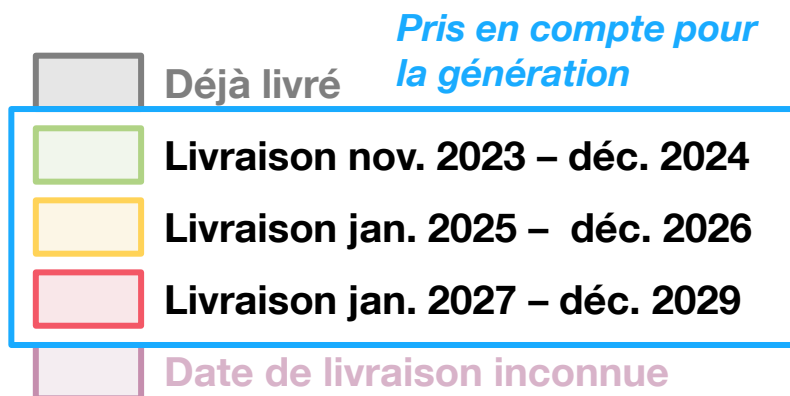 Pris en compte pour
la génération
Déjà livré
Livraison nov. 2023 – déc. 2024
Livraison jan. 2025 – déc. 2026
Livraison jan. 2027 – déc. 2029
Date de livraison inconnue